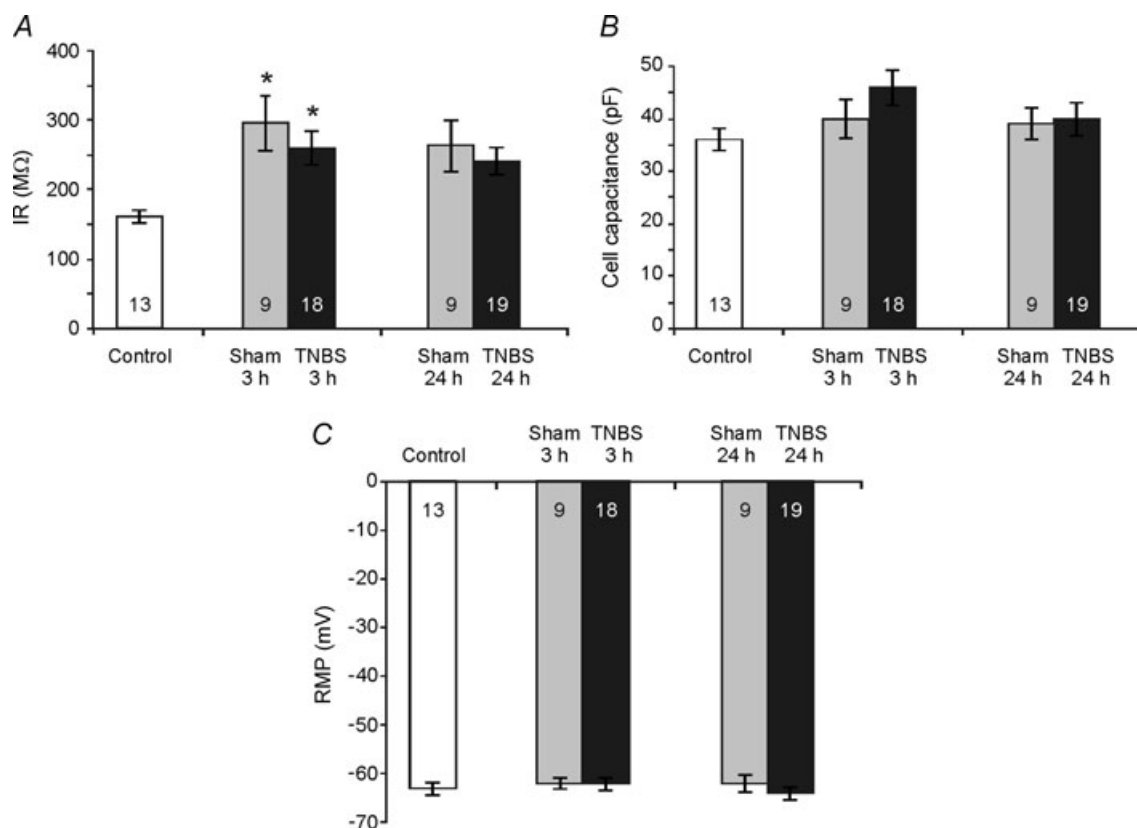 A
B
400
300
200
100
0
IR (MΩ)
*
*
13
9
18
9
19
Control
Sham TNBS
3 h 3 h
Sham TNBS
24 h 24 h
50
40
30
20
10
0
Cell capacitance (pF)
13
9
18
9
19
Control
Sham TNBS
3 h 3 h
Sham TNBS
24 h 24 h
C
Control
Sham TNBS
3 h 3 h
Sham TNBS
24 h 24 h
0
-10
-20
-30
-40
-50
-60
-70
RMP (mV)
13
9
18
9
19